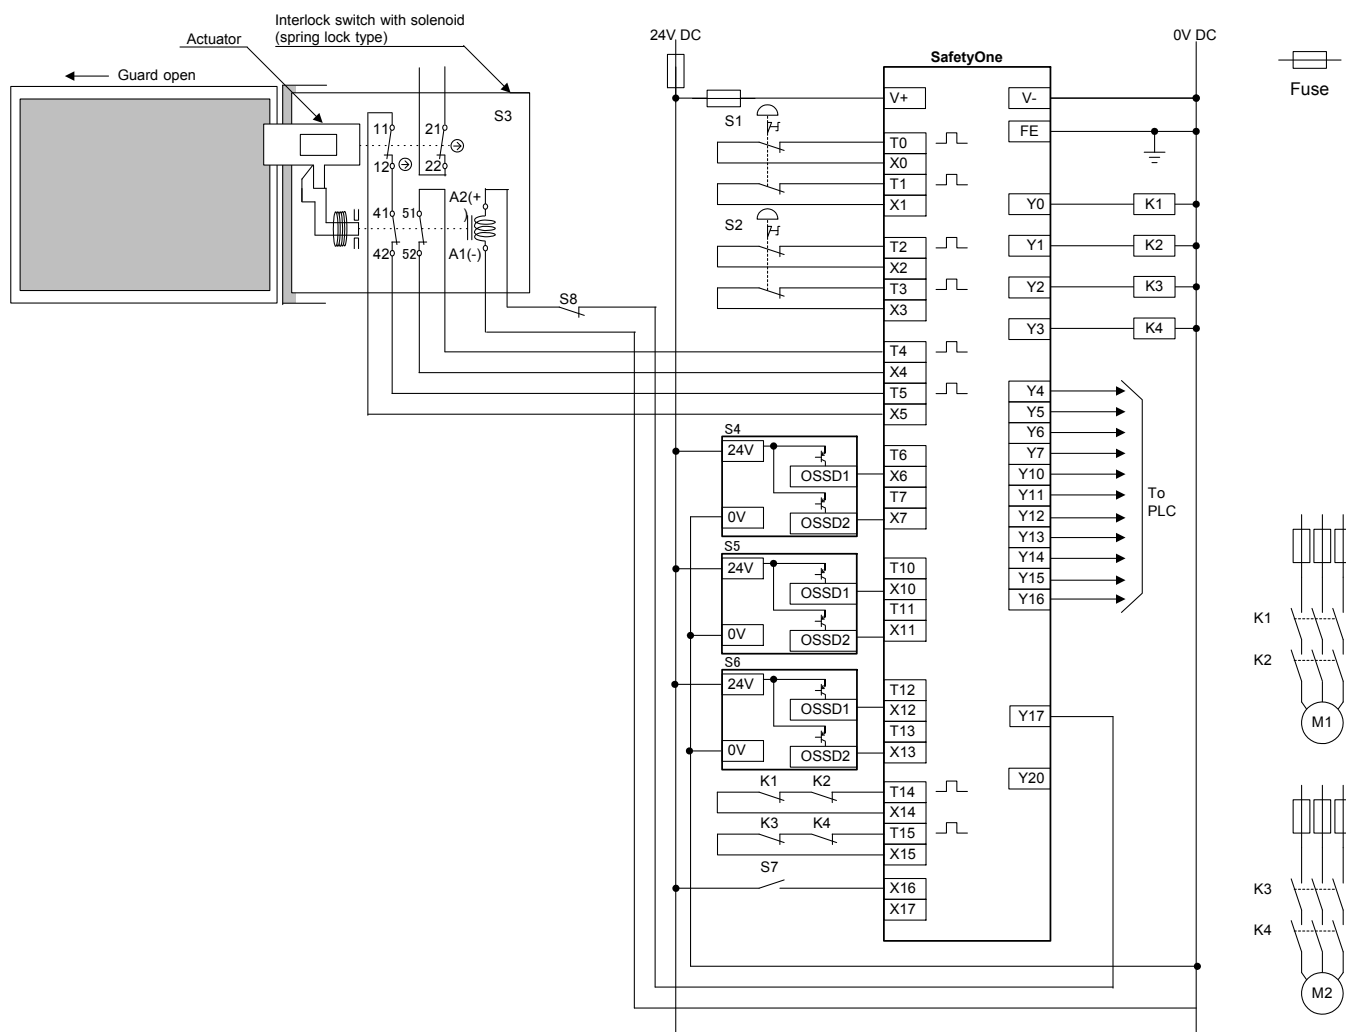 Interlock switch with solenoid
(spring lock type)
Actuator
Guard open
S3
11
21
12
22
41
51
A2(+
)
42
52
A1(-)
S8
24V DC
0V DC
SafetyOne
Fuse
V+
V-
FE
S1
T0
X0
T1
X1
S2
T2
X2
T3
X3
T4
X4
T5
X5
Y0
K1
Y1
K2
Y2
K3
Y3
K4
Y4
Y5
Y6
Y7
Y10
Y11
Y12
Y13
Y14
Y15
Y16
To
PLC
S4
24V
OSSD1
0V
OSSD2
T6
X6
T7
X7
S5
24V
OSSD1
0V
OSSD2
T10
X10
T11
X11
S6
24V
OSSD1
0V
OSSD2
T12
X12
T13
X13
Y17
Y20
K1
K2
T14
X14
K3
K4
T15
X15
S7
X16
X17
K1
K2
M1
K3
K4
M2